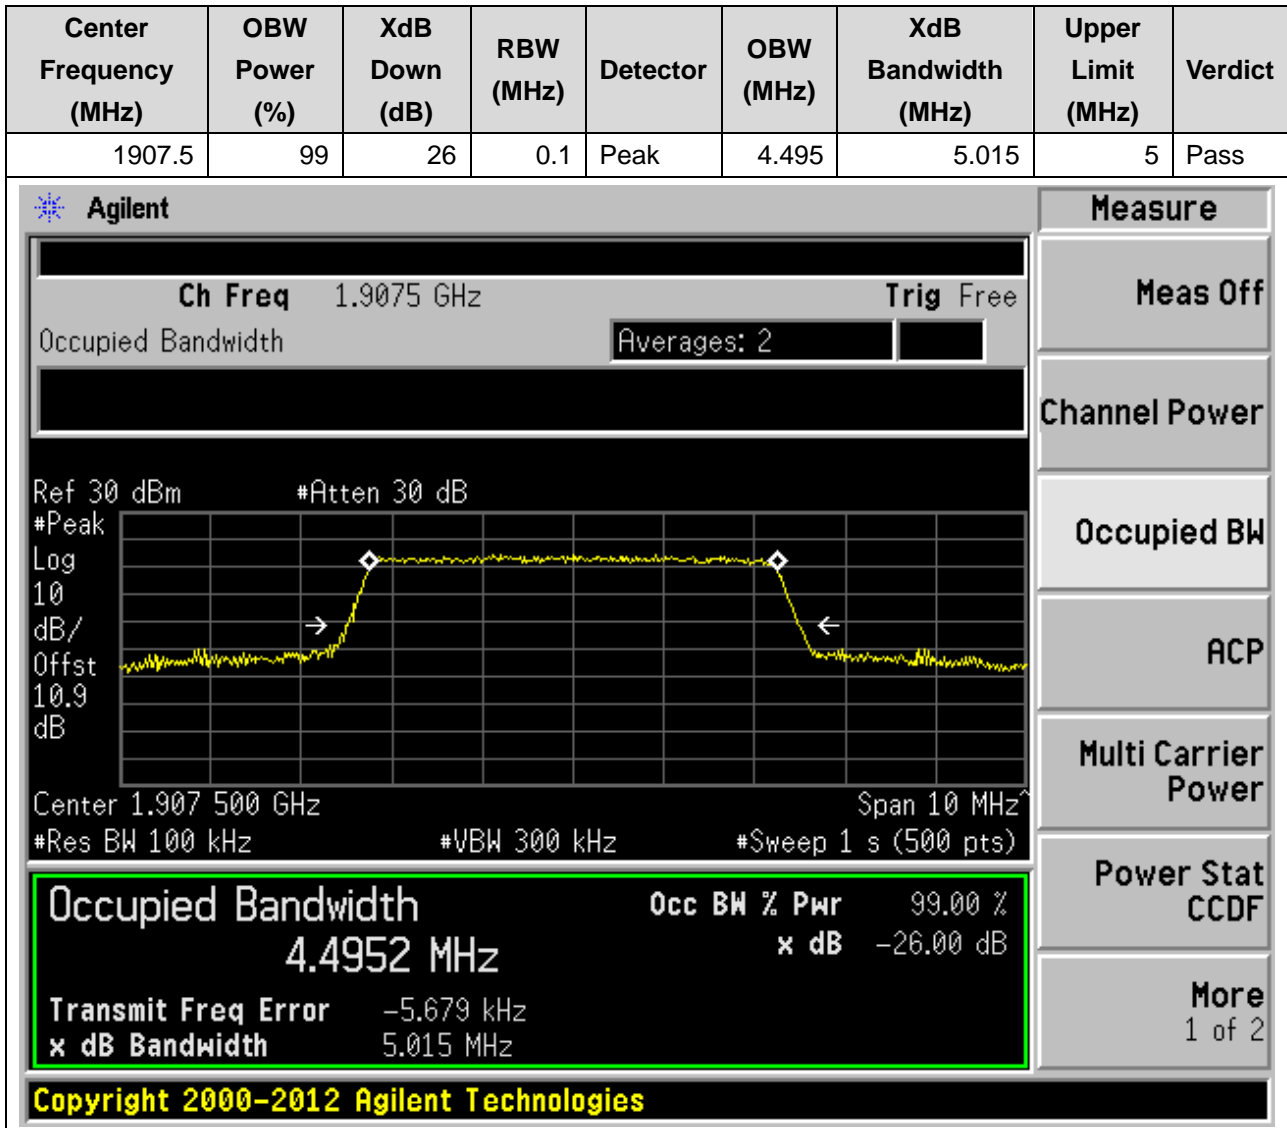 Center Frequency (MHz) OBW Power (%) XdB Down (dB) RBW (MHz) Detector OBW (MHz) XdB Bandwidth (MHz) Upper Limit (MHz) Verdict
1907.5 99 26 0.1 Peak 4.495 5.015 5 Pass
Agilent
Measure
Ch Freq 1.9075 GHz Trig Free
Meas Off
Occupied Bandwidth Averages: 2
Channel Power
Ref 30 dBm #Atten 30 dB
#Peak
Log
10
dB/
Offst
10.9
dB
Occupied BW
ACP
Multi Carrier
Power
Center 1.907 500 GHz Span 10 MHz^
#Res BW 100 kHz #VBW 300 kHz #Sweep 1 s (500 pts)
Power Stat
CCDF
Occupied Bandwidth Occ BW % Pwr 99.00 %
4.4952 MHz x dB -26.00 dB
Transmit Freq Error -5.679 kHz
x dB Bandwidth 5.015 MHz
More
1 of 2
Copyright 2000-2012 Agilent Technologies